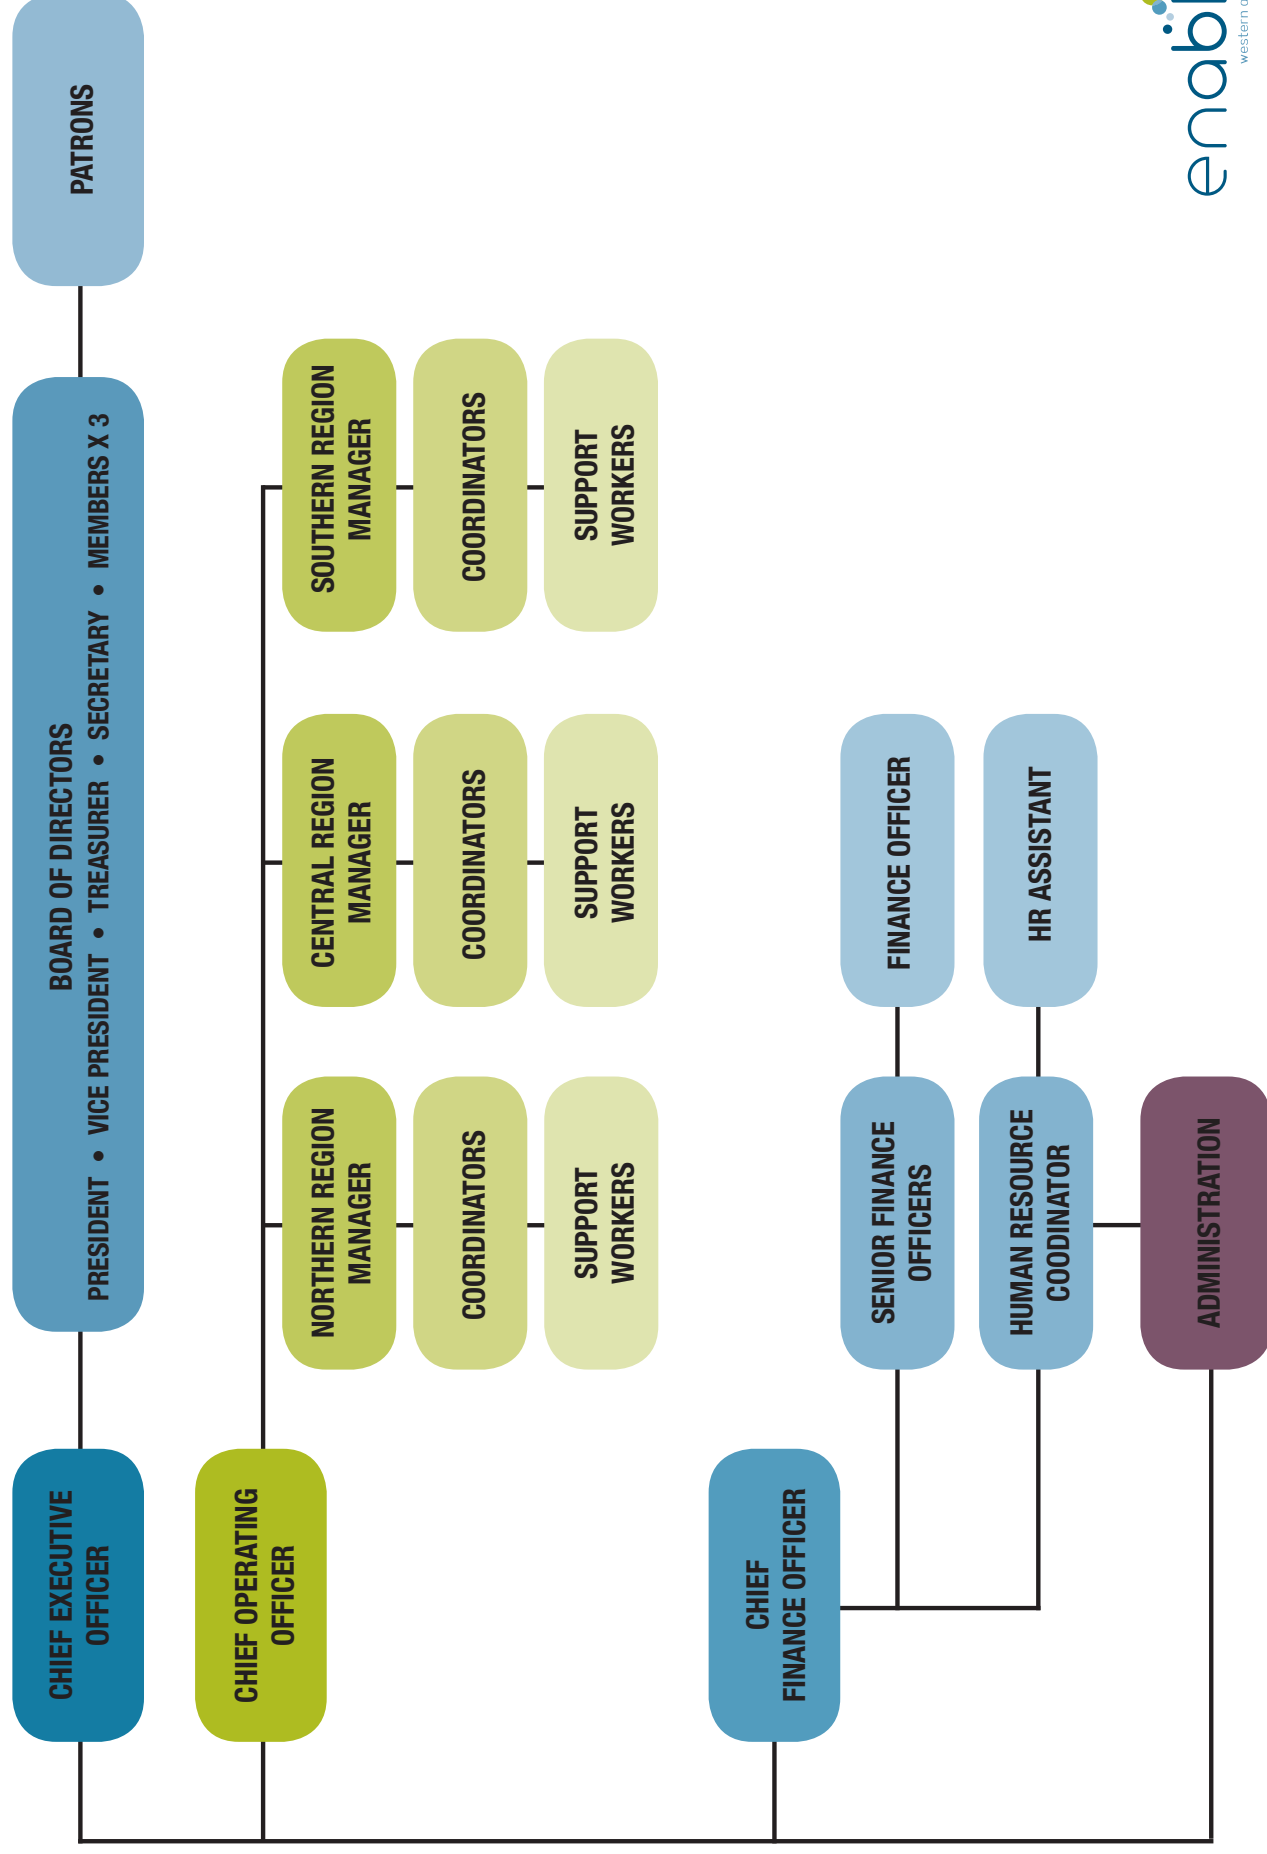 CHIEF EXECUTIVE
OFFICER
BOARD OF DIRECTORS
PRESIDENT • VICE PRESIDENT • TREASURER • SECRETARY • MEMBERS X 3
PATRONS
CHIEF OPERATING
OFFICER
NORTHERN REGION
MANAGER
CENTRAL REGION
MANAGER
SOUTHERN REGION
MANAGER
COORDINATORS
COORDINATORS
COORDINATORS
SUPPORT
WORKERS
SUPPORT
WORKERS
SUPPORT
WORKERS
CHIEF
FINANCE OFFICER
SENIOR FINANCE
OFFICERS
FINANCE OFFICER
HUMAN RESOURCE
COODINATOR
HR ASSISTANT
ADMINISTRATION
western